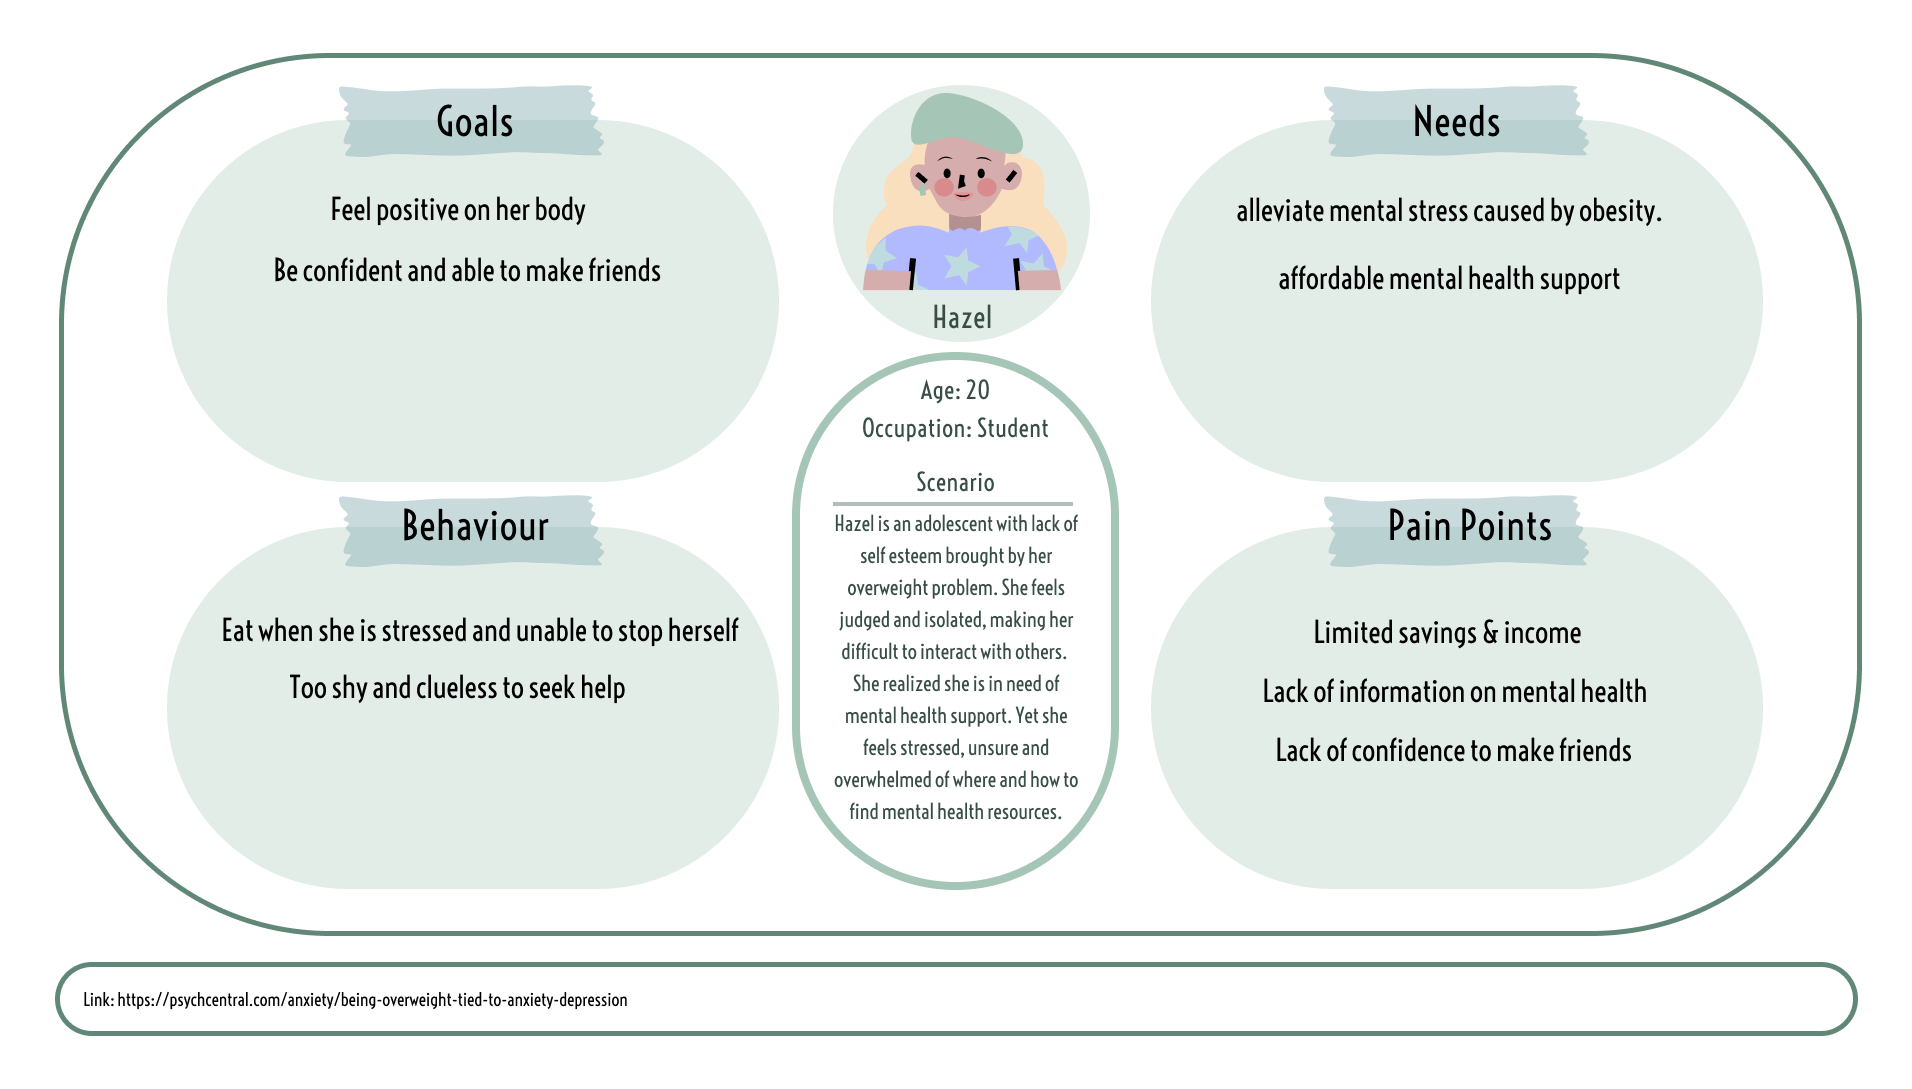 Goals
Feel positive on her body
Be confident and able to make friends
Hazel
Age: 20
Occupation: Student
Scenario
Hazel is an adolescent with lack of
self esteem brought by her
overweight problem. She feels
judged and isolated, making her
difficult to interact with others.
She realized she is in need of
mental health support. Yet she
feels stressed, unsure and
overwhelmed of where and how to
find mental health resources.
Needs
alleviate mental stress caused by obesity.
affordable mental health support
Behaviour
Eat when she is stressed and unable to stop herself
Too shy and clueless to seek help
Pain Points
Limited savings & income
Lack of information on mental health
Lack of confidence to make friends
Link: https://psychcentral.com/anxiety/being-overweight-tied-to-anxiety-depression